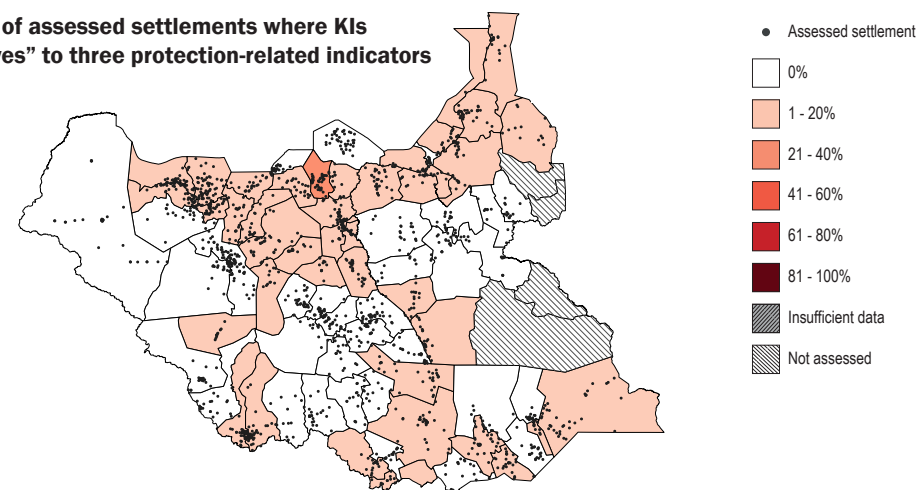 of assessed settlements where KIs
yes” to three protection-related indicators
Assessed settlement
0%
1 - 20%
21 - 40%
41 - 60%
61 - 80%
81 - 100%
Insufficient data
Not assessed